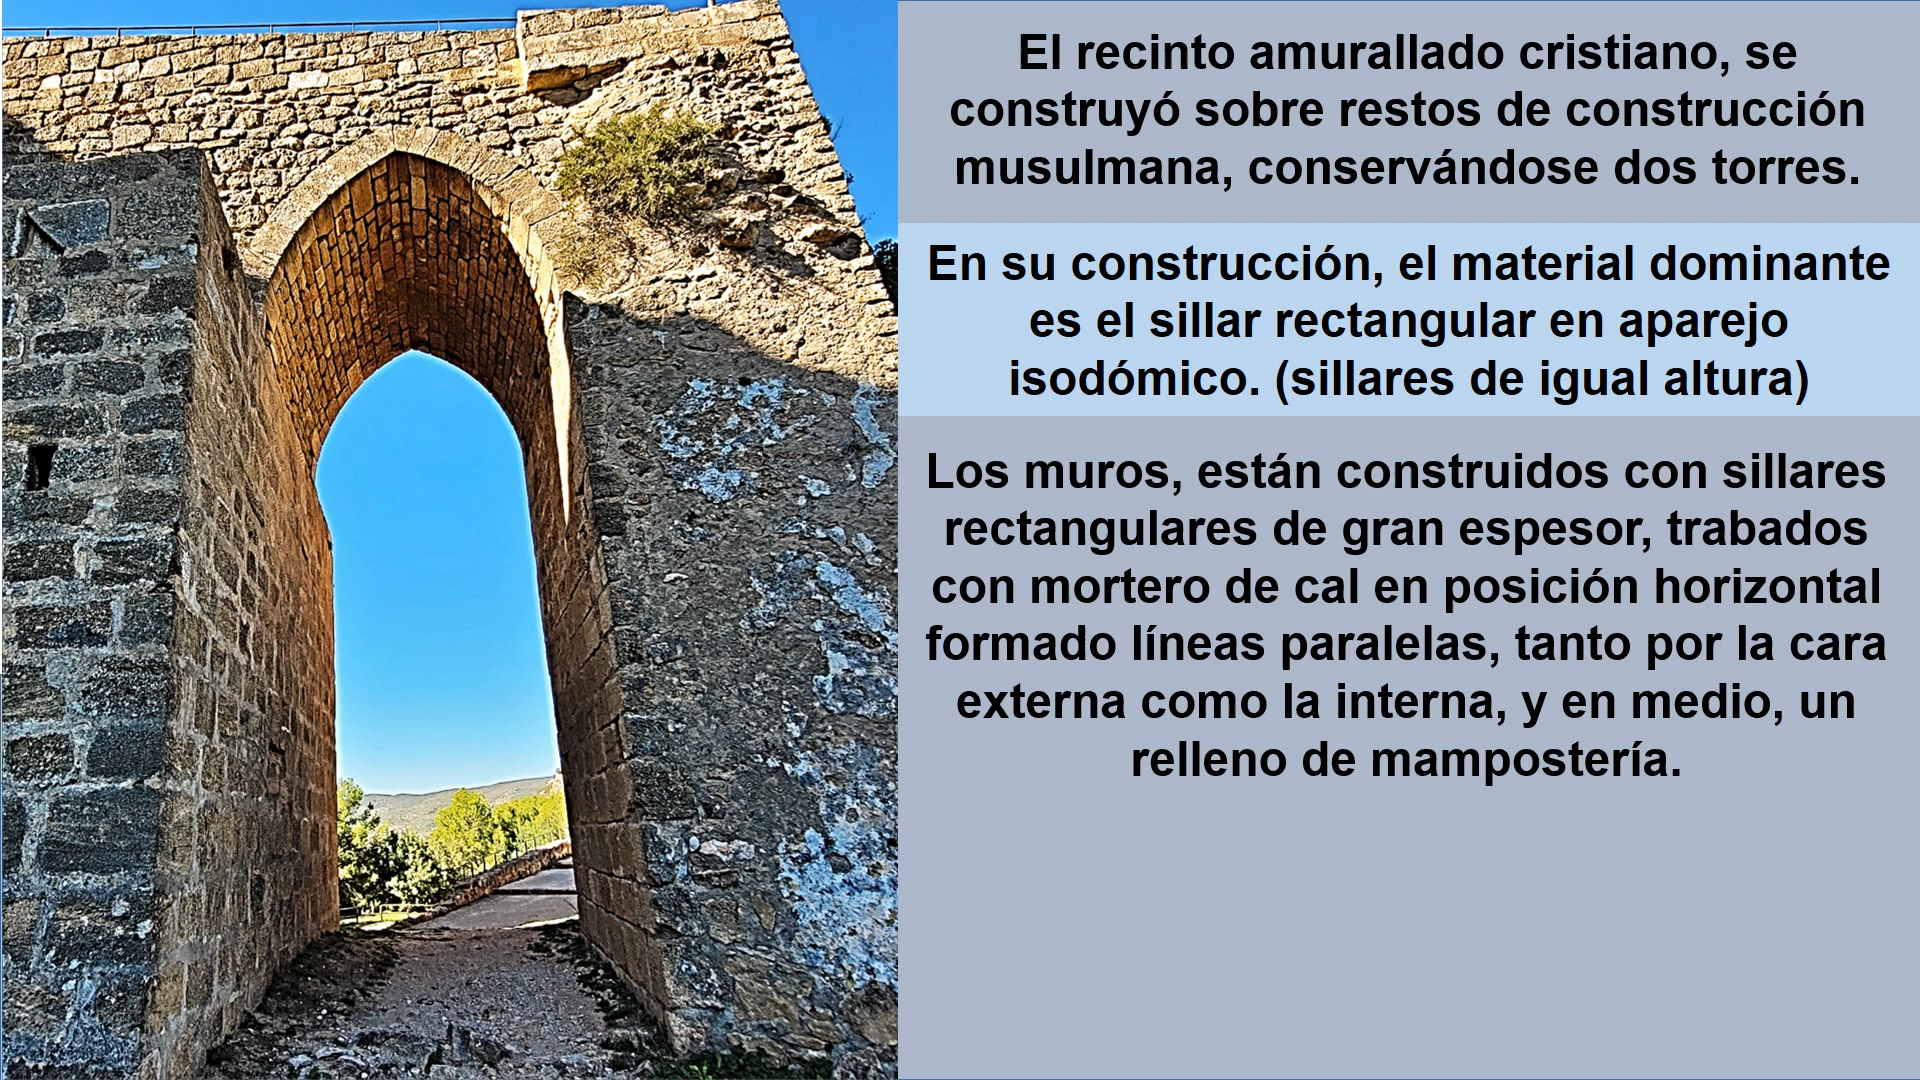 El recinto amurallado cristiano, se
construyó sobre restos de construcción
musulmana, conservándose dos torres.
En su construcción, el material dominante
es el sillar rectangular en aparejo
isodómico. (sillares de igual altura)
Los muros, están construidos con sillares
rectangulares de gran espesor, trabados
con mortero de cal en posición horizontal
formado líneas paralelas, tanto por la cara
externa como la interna, y en medio, un
relleno de mampostería.